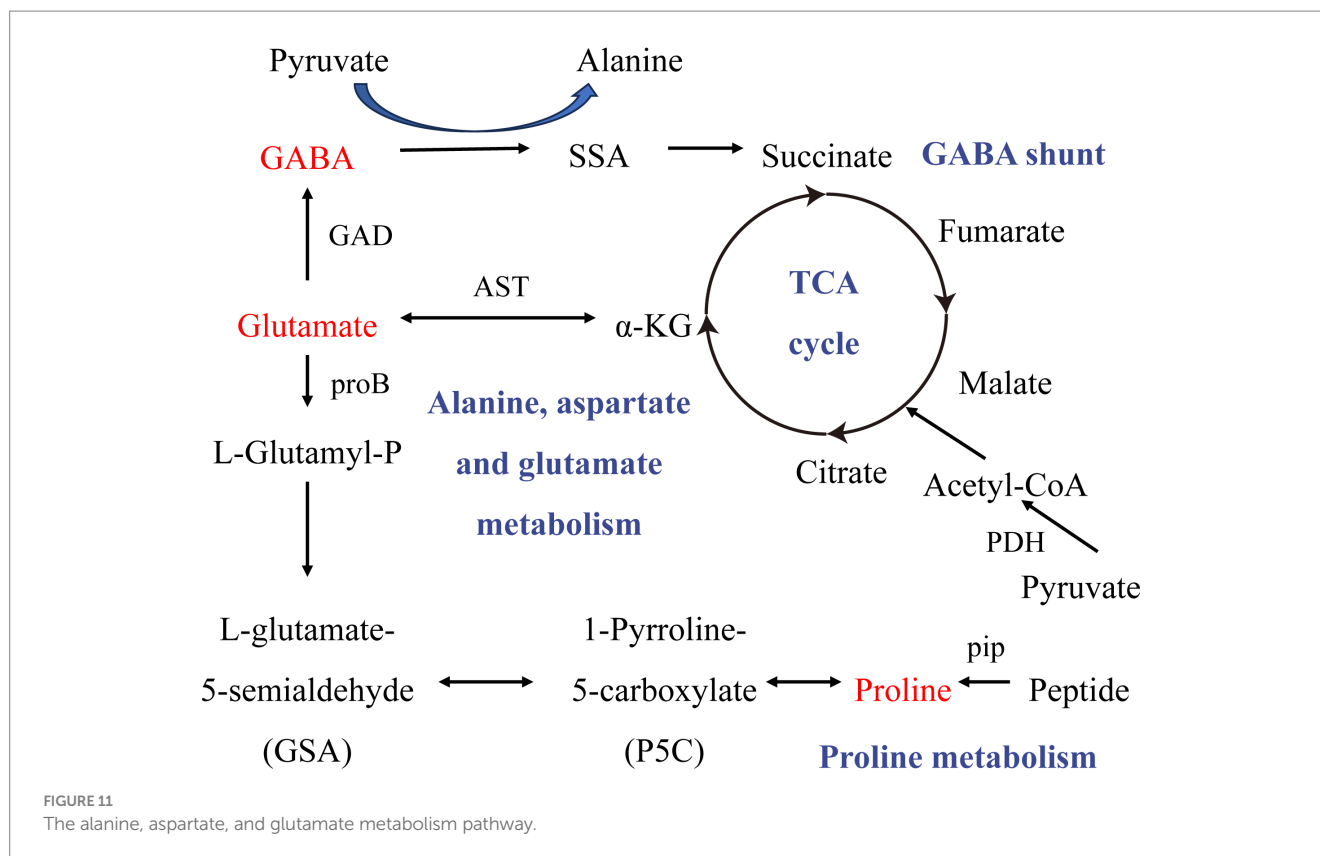 Pyruvate Alanine
GABA SSA Succinate GABA shunt
GAD Fumarate
TCA
cycle
AST
Glutamate α-KG
proB Malate
Alanine, aspartate
and glutamate
metabolism
L-Glutamyl-P
Citrate Acetyl-CoA
PDH
Pyruvate
L-glutamate-
5-semialdehyde
(GSA)
1-Pyrroline-
5-carboxylate
(P5C)
pip
Proline Peptide
Proline metabolism
FIGURE 11
The alanine, aspartate, and glutamate metabolism pathway.